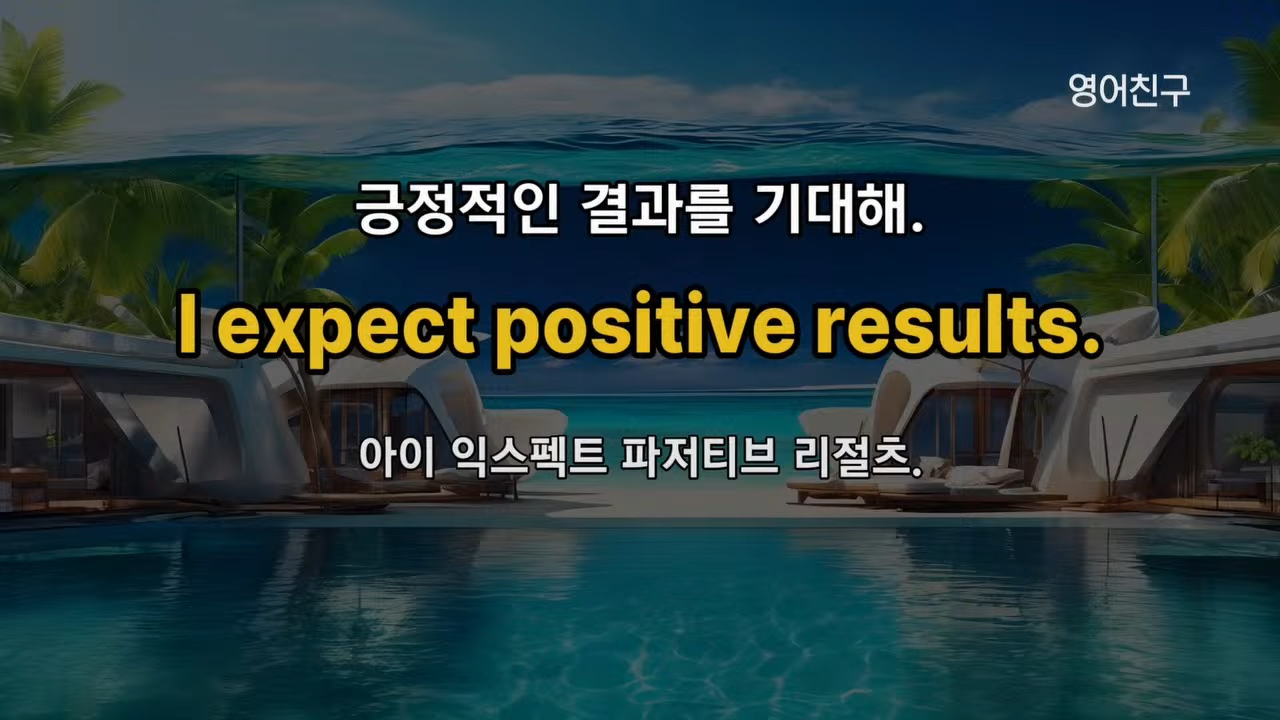 영어친구
긍정적인 결과를 기대해.
I expect positive results.
아이 익스펙트 파저티브 리절츠.